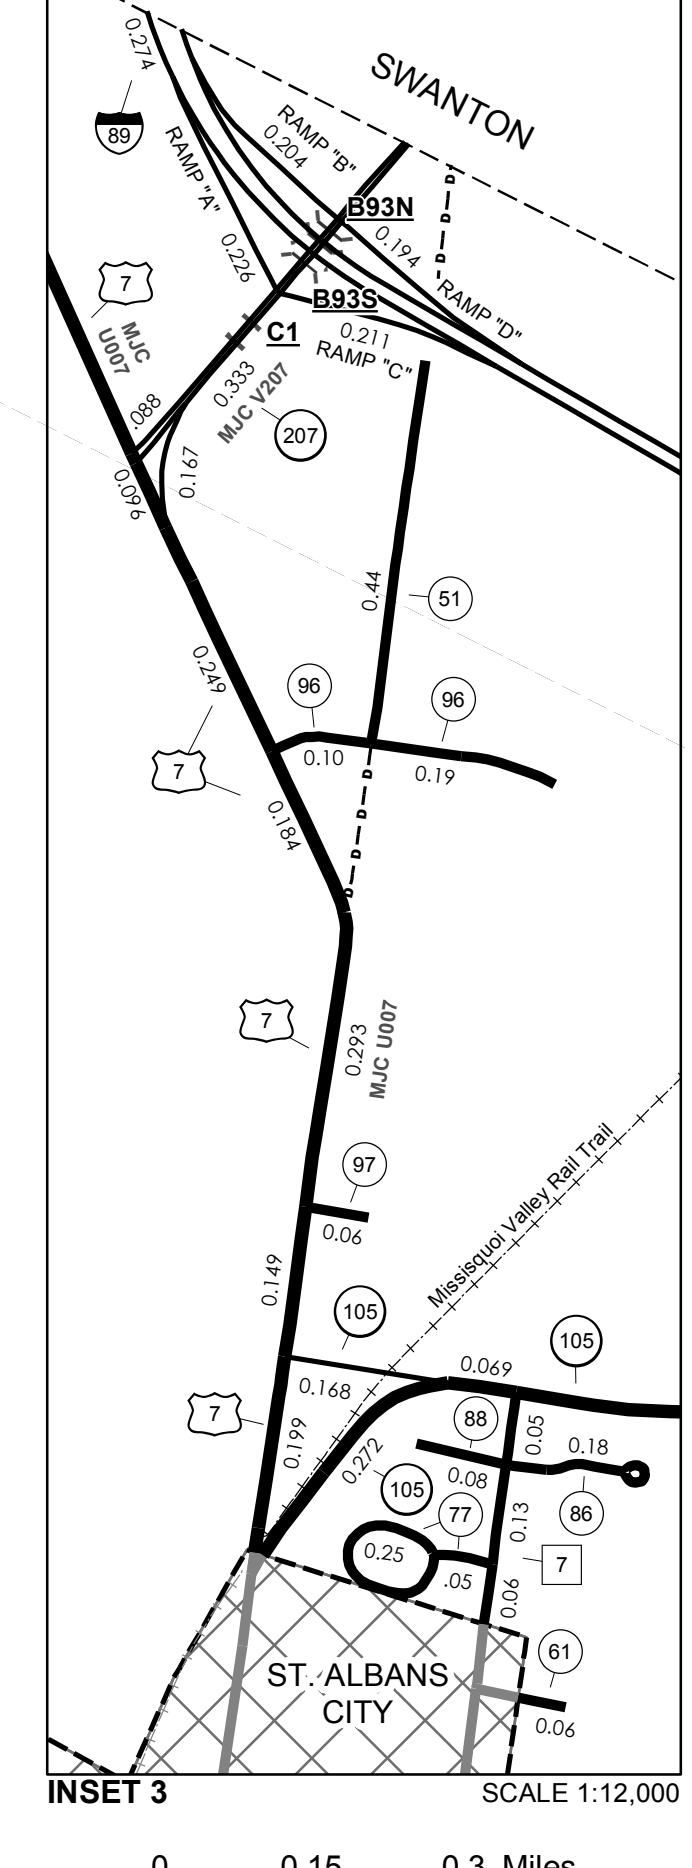 0.274
SWANTON
89
RAMP "B"
0.204
RAMP "A"
B93N
0.194
0.226
7
B93S
RAMP "D"
MJC
U007
C1
0.211
RAMP "C"
0.333
MJC V207
.088
207
0.167
0.096
0.44
51
0.249
96
96
0.10
0.19
7
0.184
D
D
D
D
D
D
7
0.293
MJC U007
Missisquoi Valley Rail Trail
97
0.06
0.149
105
105
0.069
0.168
7
88
0.05
0.18
0.199
0.272
0.08
105
86
77
0.13
0.25
.05
7
0.06
ST. ALBANS
CITY
61
0.06
INSET 3
SCALE 1:12,000
0 0.15 0.3 Miles